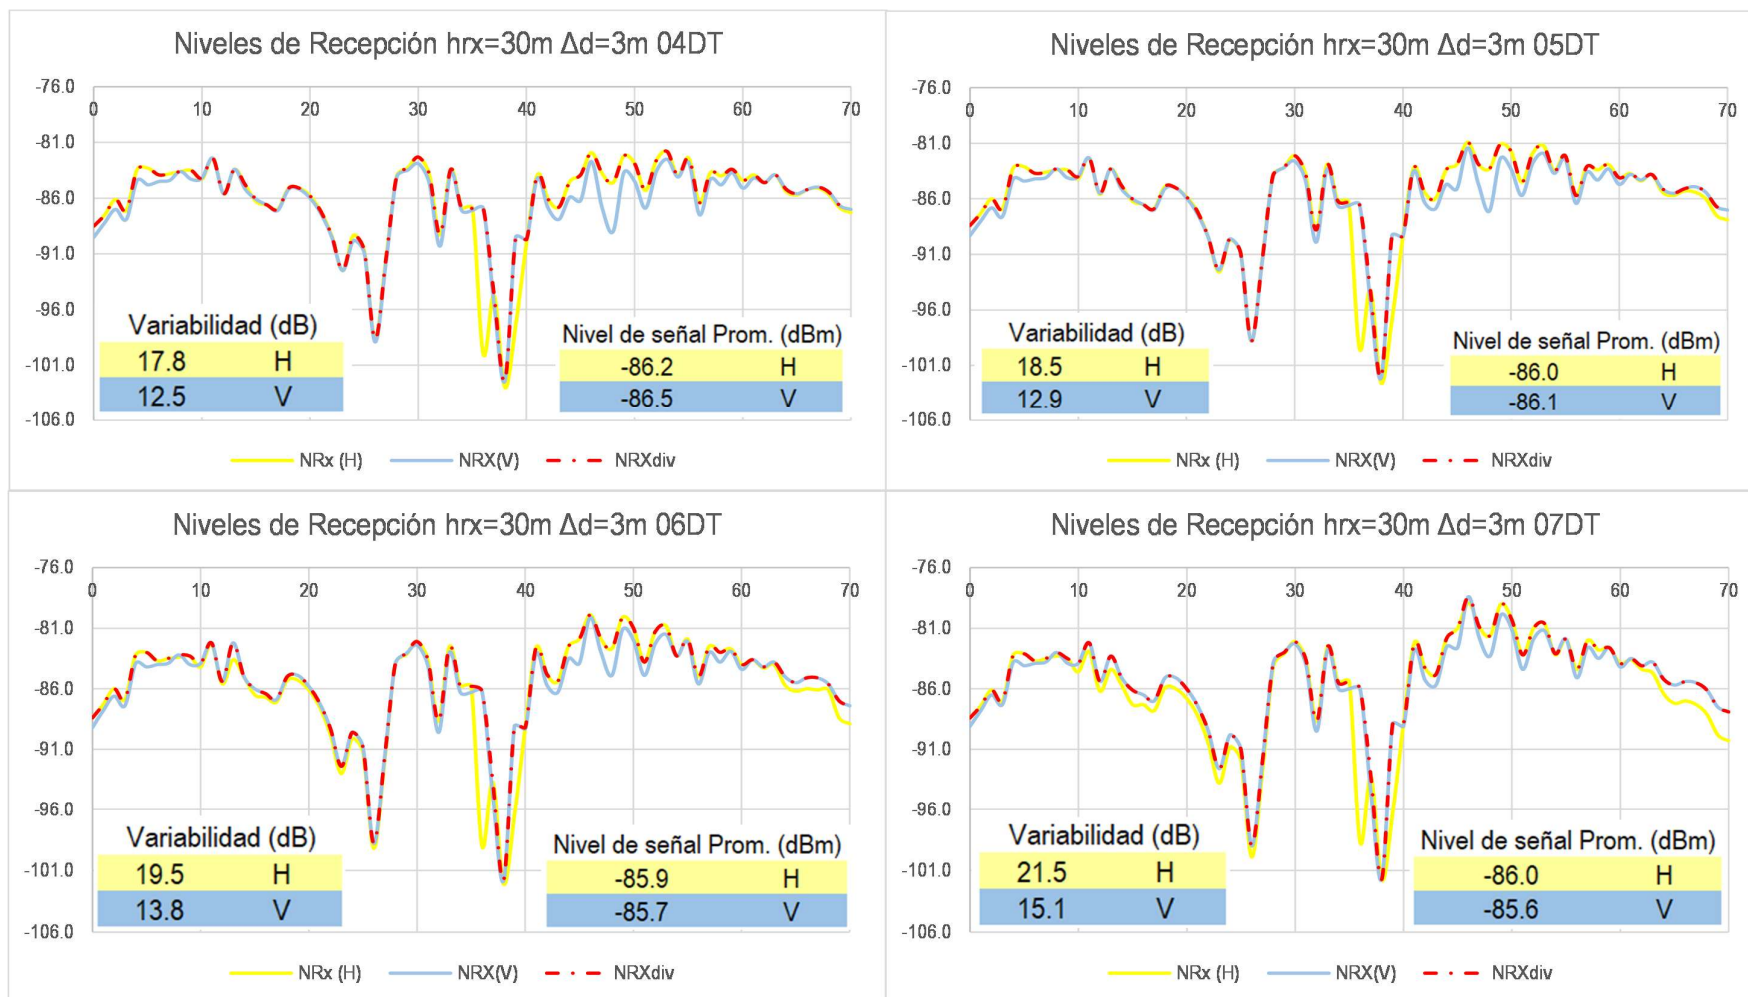 Niveles de Recepción hrx=30m Δd=3m 04DT
-76.0
0 10 20 30 40 50 60 70
-81.0
-86.0
-91.0
-96.0
-101.0
-106.0
Variabilidad (dB)
17.8 H
12.5 V
Nivel de señal Prom. (dBm)
-86.2 H
-86.5 V
NRx (H) NRX(V) NRXdiv
Niveles de Recepción hrx=30m Δd=3m 05DT
-76.0
0 10 20 30 40 50 60 70
-81.0
-86.0
-91.0
-96.0
-101.0
-106.0
Variabilidad (dB)
18.5 H
12.9 V
Nivel de señal Prom. (dBm)
-86.0 H
-86.1 V
NRx (H) NRX(V) NRXdiv
Niveles de Recepción hrx=30m Δd=3m 06DT
-76.0
0 10 20 30 40 50 60 70
-81.0
-86.0
-91.0
-96.0
-101.0
-106.0
Variabilidad (dB)
19.5 H
13.8 V
Nivel de señal Prom. (dBm)
-85.9 H
-85.7 V
NRx (H) NRX(V) NRXdiv
Niveles de Recepción hrx=30m Δd=3m 07DT
-76.0
0 10 20 30 40 50 60 70
-81.0
-86.0
-91.0
-96.0
-101.0
-106.0
Variabilidad (dB)
21.5 H
15.1 V
Nivel de señal Prom. (dBm)
-86.0 H
-85.6 V
NRx (H) NRX(V) NRXdiv